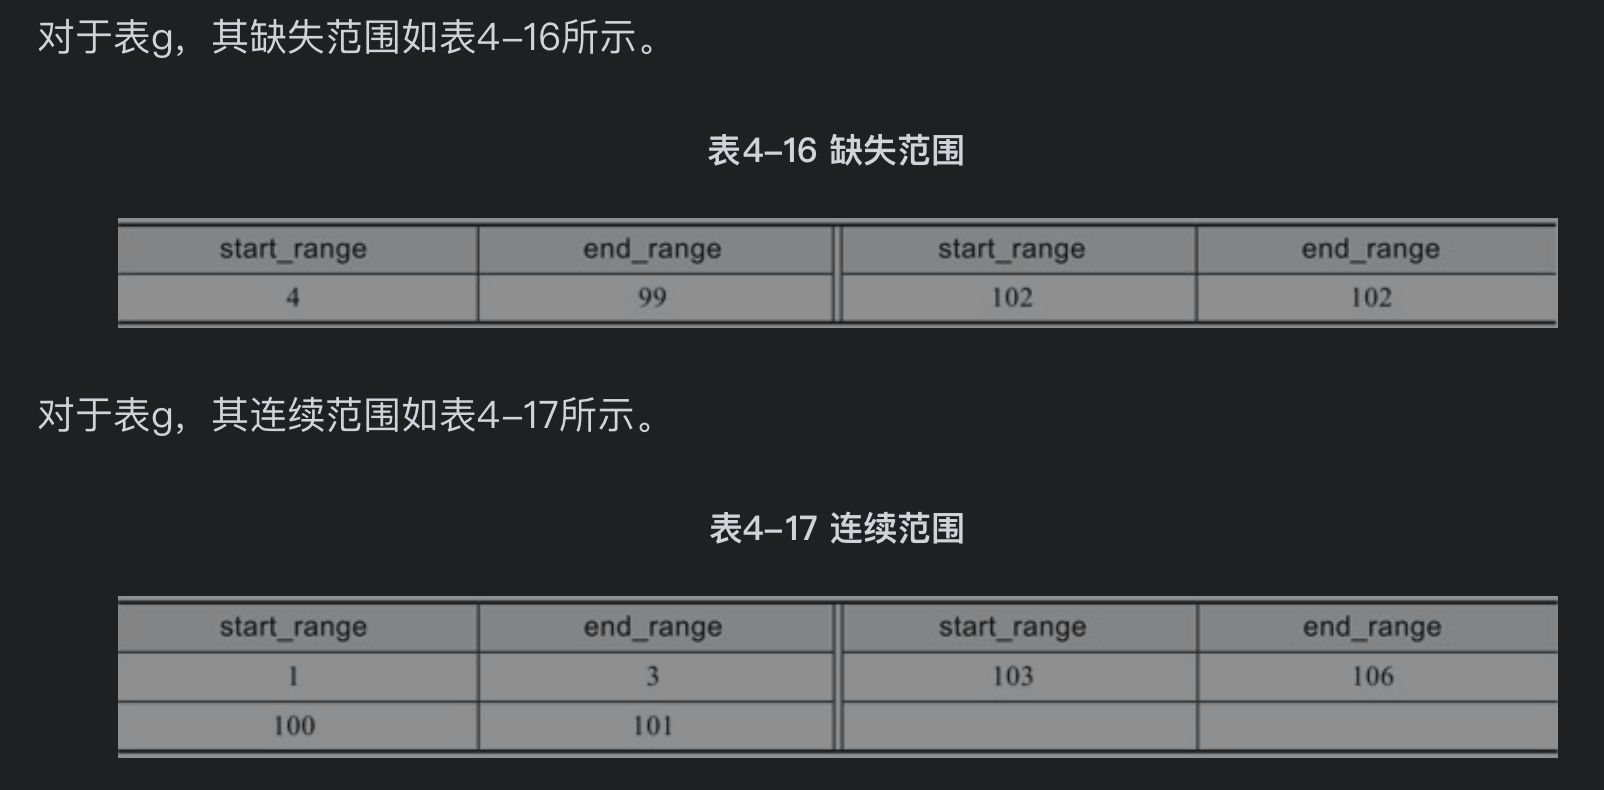 对于表g，其缺失范围如表4–16所示。
表4–16 缺失范围
start_range end_range start_range end_range
4 99 102 102
对于表g，其连续范围如表4–17所示。
表4–17 连续范围
start_range end_range start_range end_range
1 3 103 106
100 101